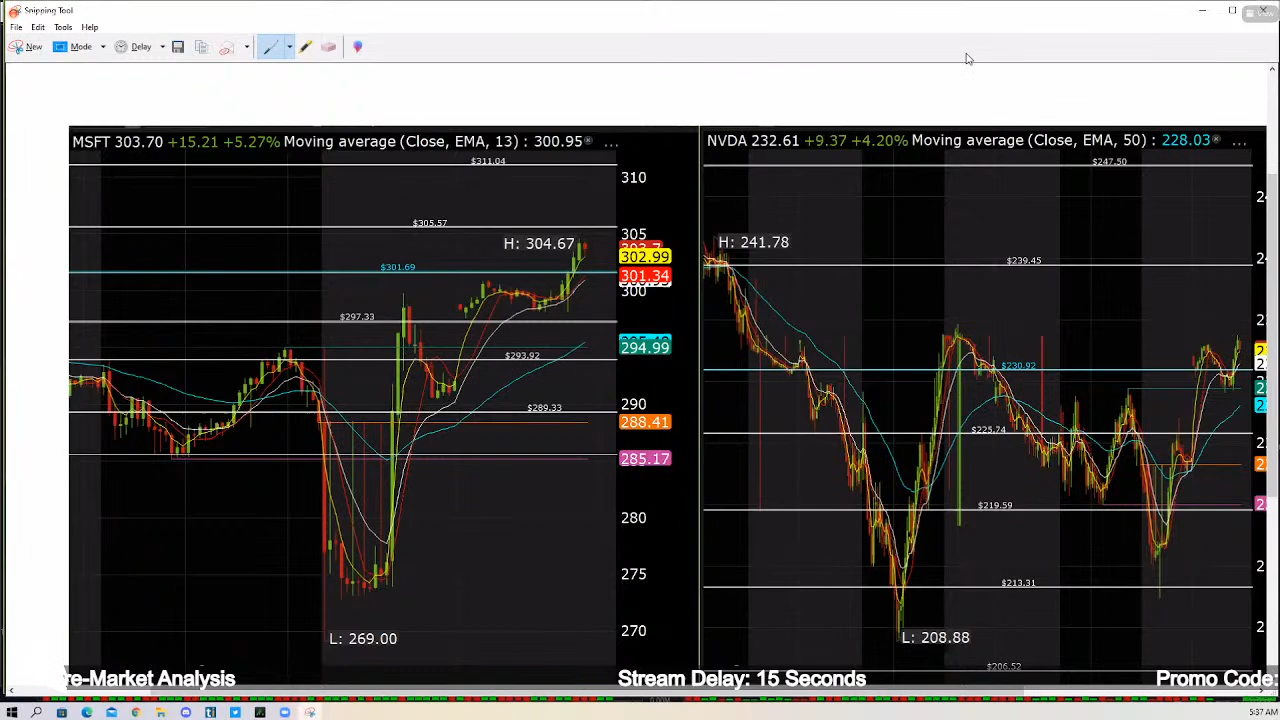 Snipping Tool
View
File Edit Tools Help
New Mode Delay
MSFT 303.70 +15.21 +5.27% Moving average (Close, EMA, 13) : 300.95
NVDA 232.61 +9.37 +4.20% Moving average (Close, EMA, 50) : 228.03
$311.04
$247.50
310
$305.57
305
H: 304.67
H: 241.78
302.99
$301.69
$239.45
301.34
300
$297.33
294.99
$293.92
$230.92
290
$289.33
288.41
$225.74
285.17
280
$219.59
275
$213.31
270
L: 269.00
L: 208.88
$206.52
e-Market Analysis
Stream Delay: 15 Seconds
Promo Code:
5:37 AM